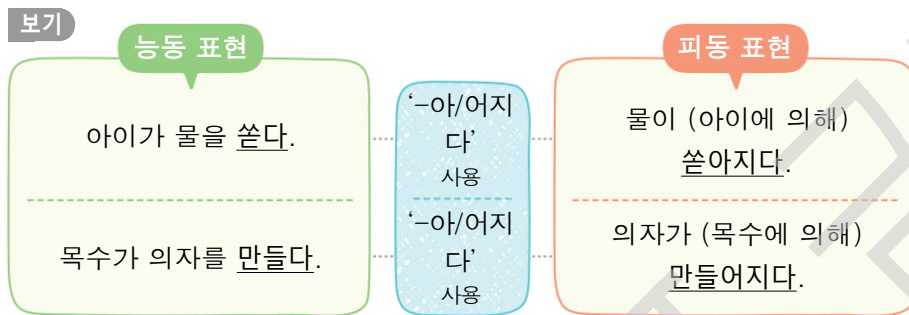 보기
능동 표현
피동 표현
아이가 물을 쏟다.
‘-아/어지
다’
사용
물이 (아이에 의해)
쏟아지다.
목수가 의자를 만들다.
‘-아/어지
다’
사용
의자가 (목수에 의해)
만들어지다.